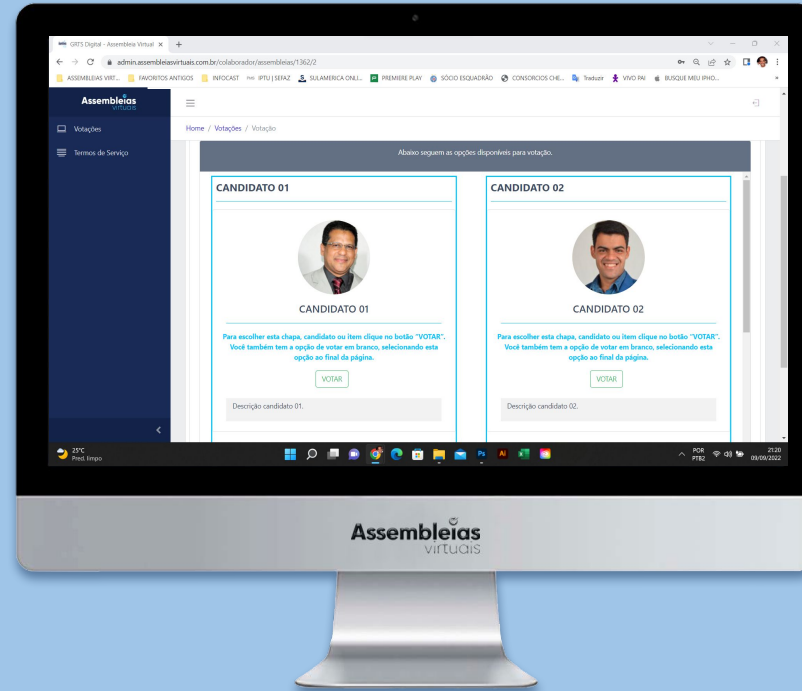 GRTS Digital - Assembleia Virtual
admin.assembleiasvirtuais.com.br/colaborador/assembleias/1362/2
ASSEMBLEIAS VIRT... FAVORITOS ANTIGOS INFOCAST IPTU | SEFAZ SULAMERICA ONLI... PREMIERE PLAY SÓCIO ESQUADRÃO CONSORCIOS CHE... Traduzir VIVO PAI BUSQUE MEU IPHO...
Assembleias
virtuais
Votações
Termos de Serviço
Home / Votações / Votação
Abaixo seguem as opções disponíveis para votação.
CANDIDATO 01
CANDIDATO 01
Para escolher esta chapa, candidato ou item clique no botão "VOTAR".
Você também tem a opção de votar em branco, selecionando esta
opção ao final da página.
VOTAR
Descrição candidato 01.
CANDIDATO 02
CANDIDATO 02
Para escolher esta chapa, candidato ou item clique no botão "VOTAR".
Você também tem a opção de votar em branco, selecionando esta
opção ao final da página.
VOTAR
Descrição candidato 02.
25°C
Pred. limpo
Ps
Ai
POR
PTB2
21:20
09/09/2022
Assembleias
virtuais